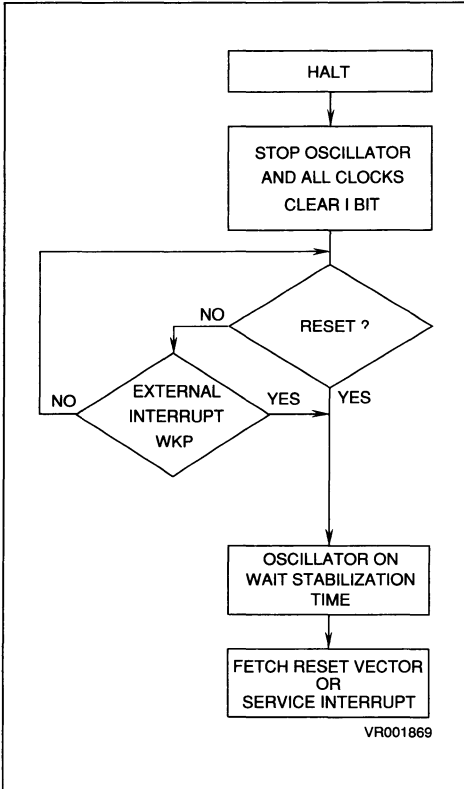 HALT
STOP OSCILLATOR
AND ALL CLOCKS
CLEAR I BIT
RESET ?
NO
YES
EXTERNAL
INTERRUPT
WKP
NO
YES
OSCILLATOR ON
WAIT STABILIZATION
TIME
FETCH RESET VECTOR
OR
SERVICE INTERRUPT
VR001869